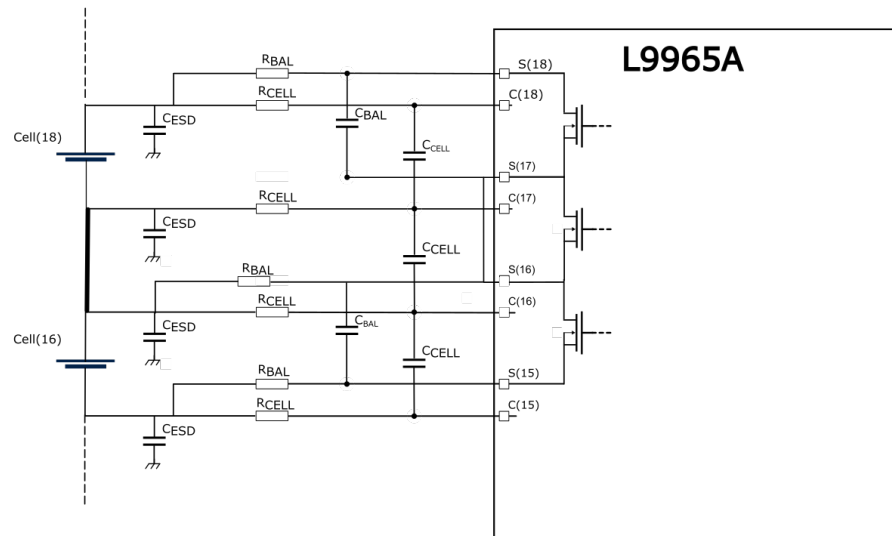 L9965A
RBAL
S(18)
RCELL
C(18)
CESD
CBAL
Cell(18)
CCELL
S(17)
RCELL
C(17)
CESD
CCELL
RBAL
S(16)
RCELL
C(16)
CESD
CBAL
Cell(16)
CCELL
RBAL
S(15)
RCELL
C(15)
CESD